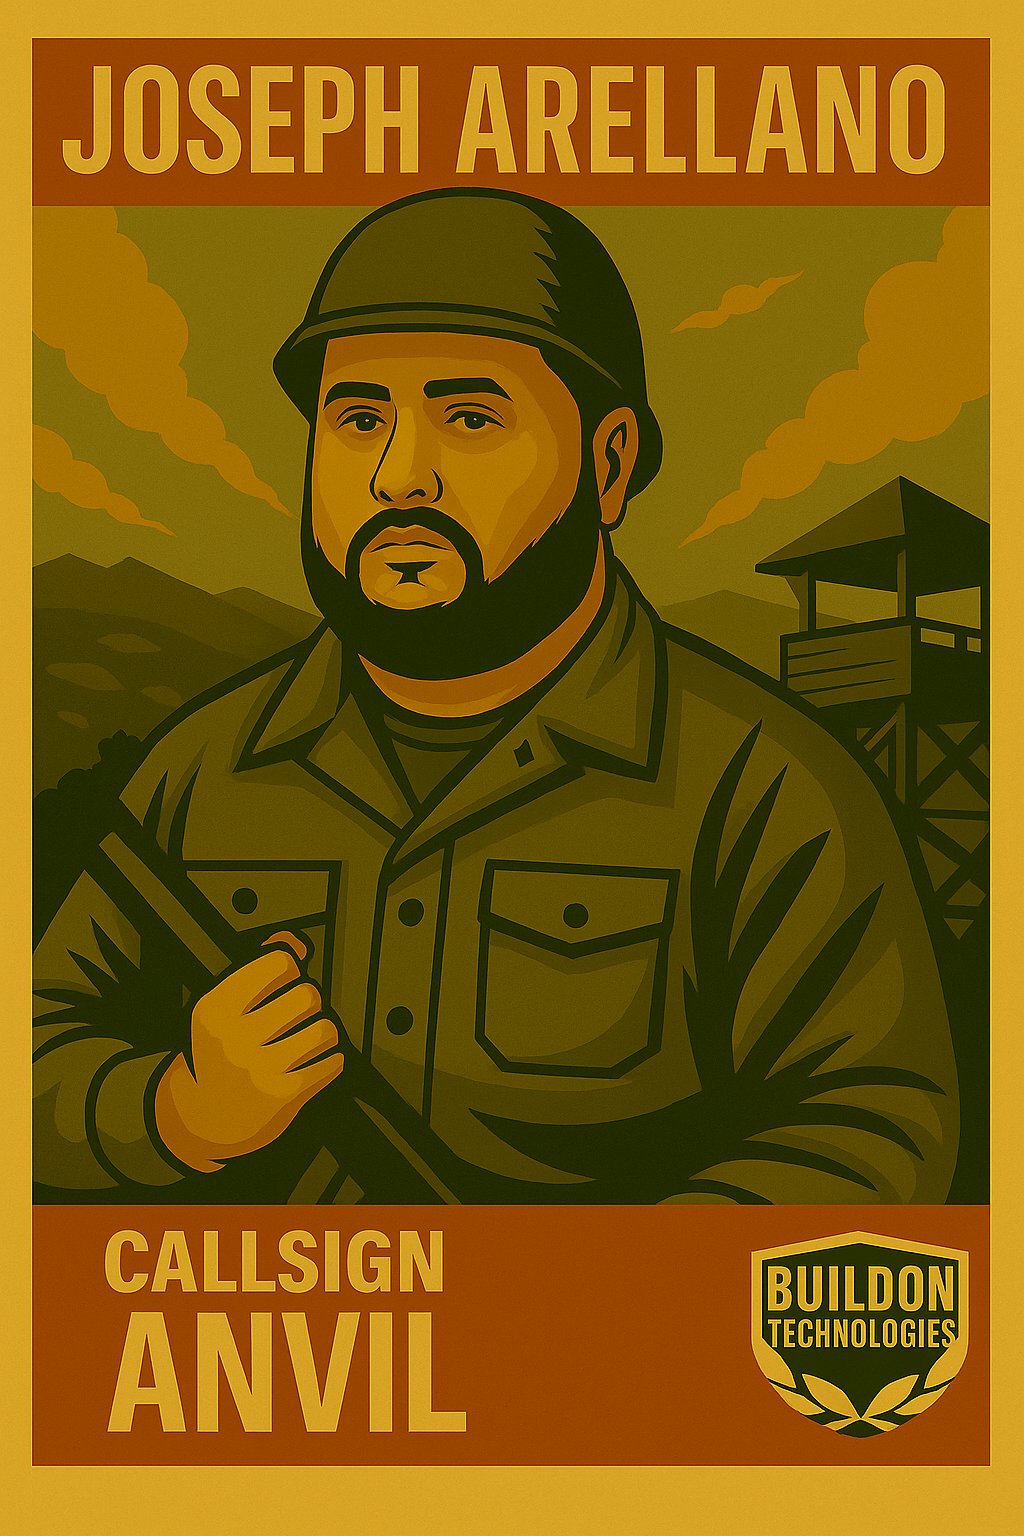 JOSEPH ARELLANO
CALLSIGN
ANVIL
BUILDON
TECHNOLOGIES